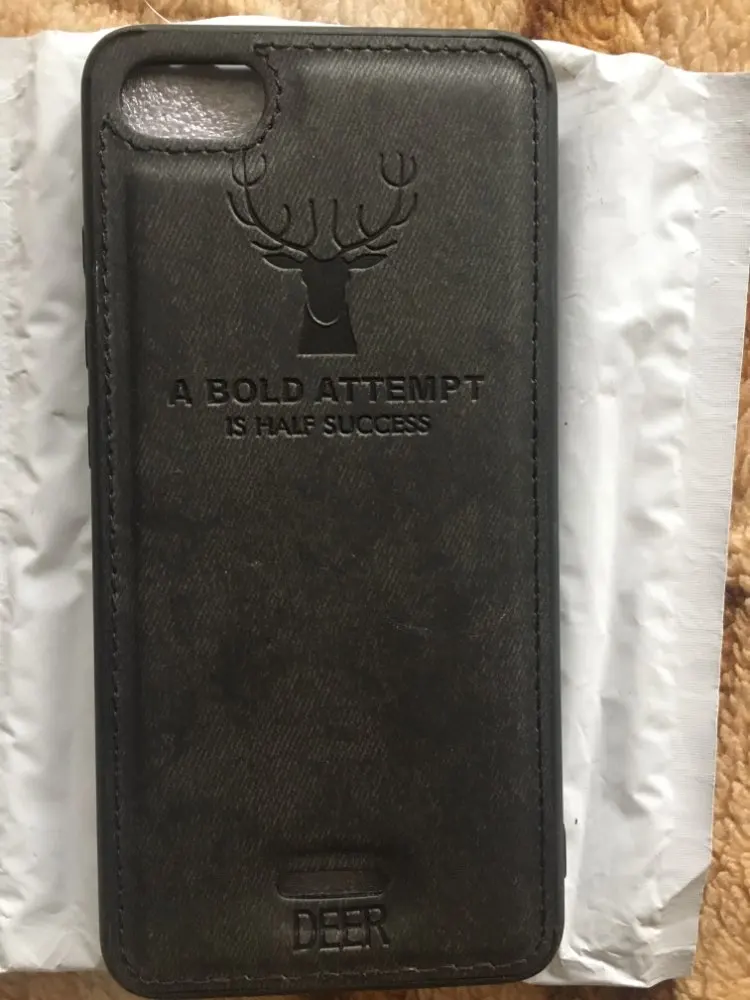 A BOLD ATTEMPT
IS HALF SUCCESS
DEER